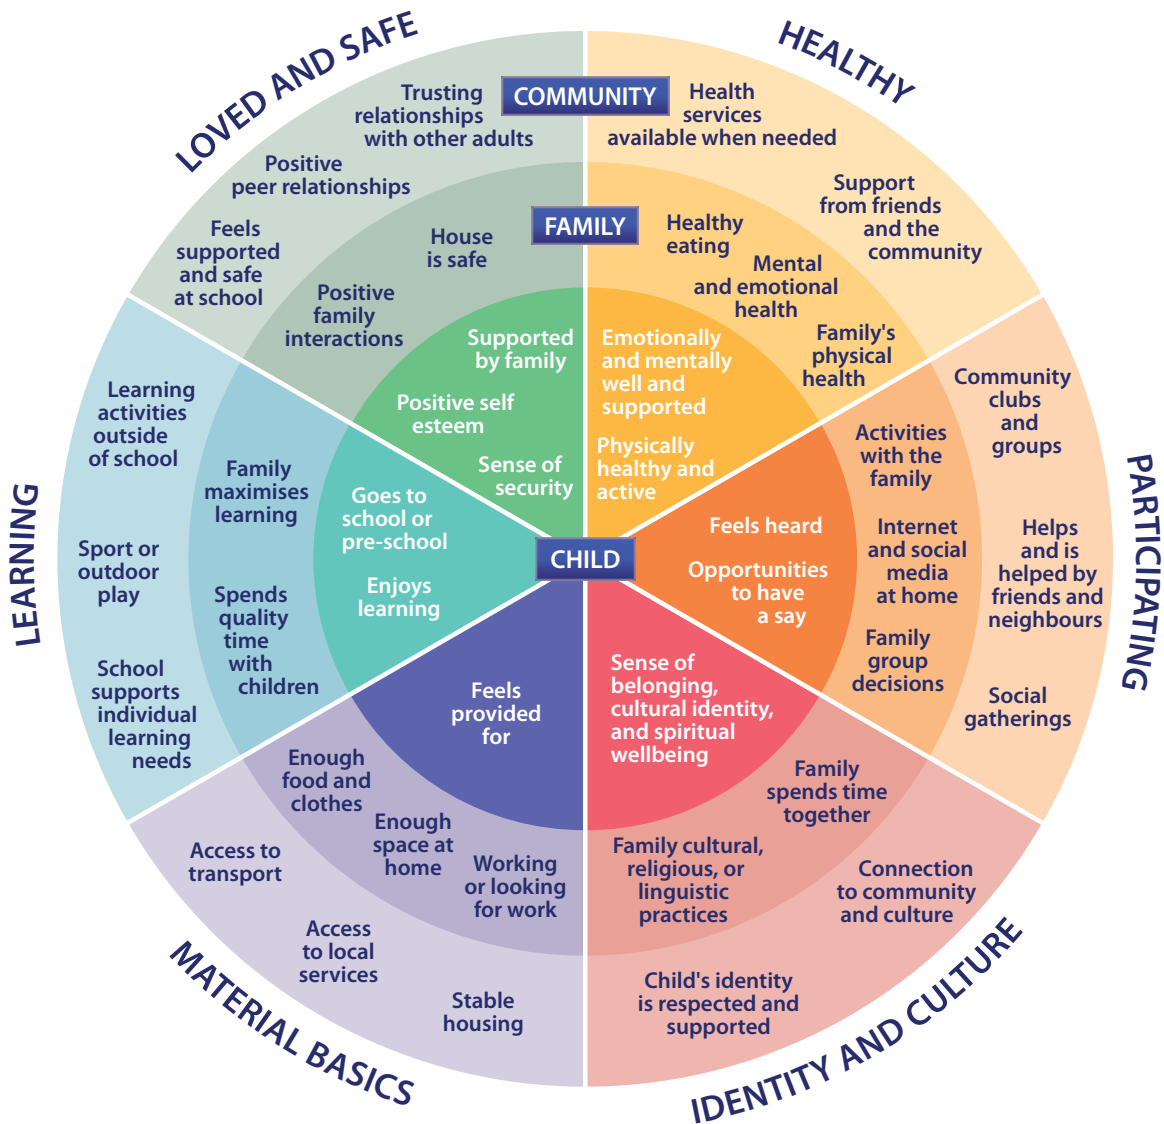 LOVED AND SAFE
HEALTHY
PARTICIPATING
IDENTITY AND CULTURE
MATERIAL BASICS
LEARNING
COMMUNITY
FAMILY
CHILD
Trusting
relationships
with other adults
Positive
peer relationships
Feels
supported
and safe
at school
House
is safe
Positive
family
interactions
Supported
by family
Positive self
esteem
Sense of
security
Health
services
available when needed
Support
from friends
and the
community
Healthy
eating
Mental
and emotional
health
Family's
physical
health
Emotionally
and mentally
well and
supported
Physically
healthy and
active
Community
clubs
and
groups
Helps
and is
helped by
friends and
neighbours
Social
gatherings
Activities
with the
family
Internet
and social
media
at home
Family
group
decisions
Feels heard
Opportunities
to have
a say
Sense of
belonging,
cultural identity,
and spiritual
wellbeing
Family
spends time
together
Family cultural,
religious, or
linguistic
practices
Connection
to community
and culture
Child's identity
is respected and
supported
Feels
provided
for
Enough
food and
clothes
Enough
space at
home
Working
or looking
for work
Access to
transport
Access
to local
services
Stable
housing
Goes to
school or
pre-school
Enjoys
learning
Family
maximises
learning
Spends
quality
time
with
children
Learning
activities
outside
of school
Sport or
outdoor
play
School
supports
individual
learning
needs